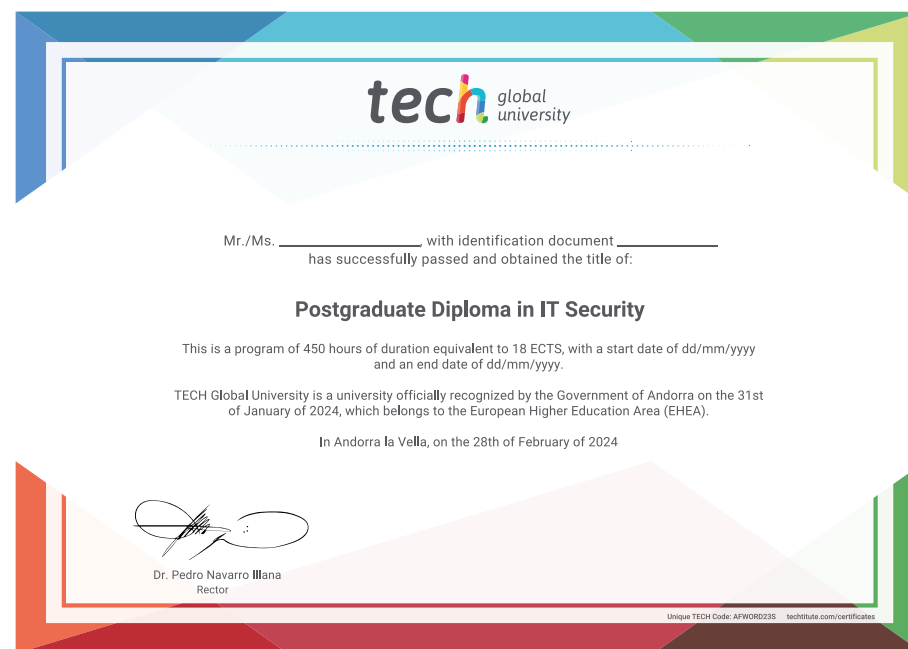 tech global university
Mr./Ms. ____________, with identification document ____________
has successfully passed and obtained the title of:
Postgraduate Diploma in IT Security
This is a program of 450 hours of duration equivalent to 18 ECTS, with a start date of dd/mm/yyyy
and an end date of dd/mm/yyyy.
TECH Global University is a university officially recognized by the Government of Andorra on the 31st
of January of 2024, which belongs to the European Higher Education Area (EHEA).
In Andorra la Vella, on the 28th of February of 2024
Dr. Pedro Navarro Illana
Rector
Unique TECH Code: AFWORD23S techtitute.com/certificates